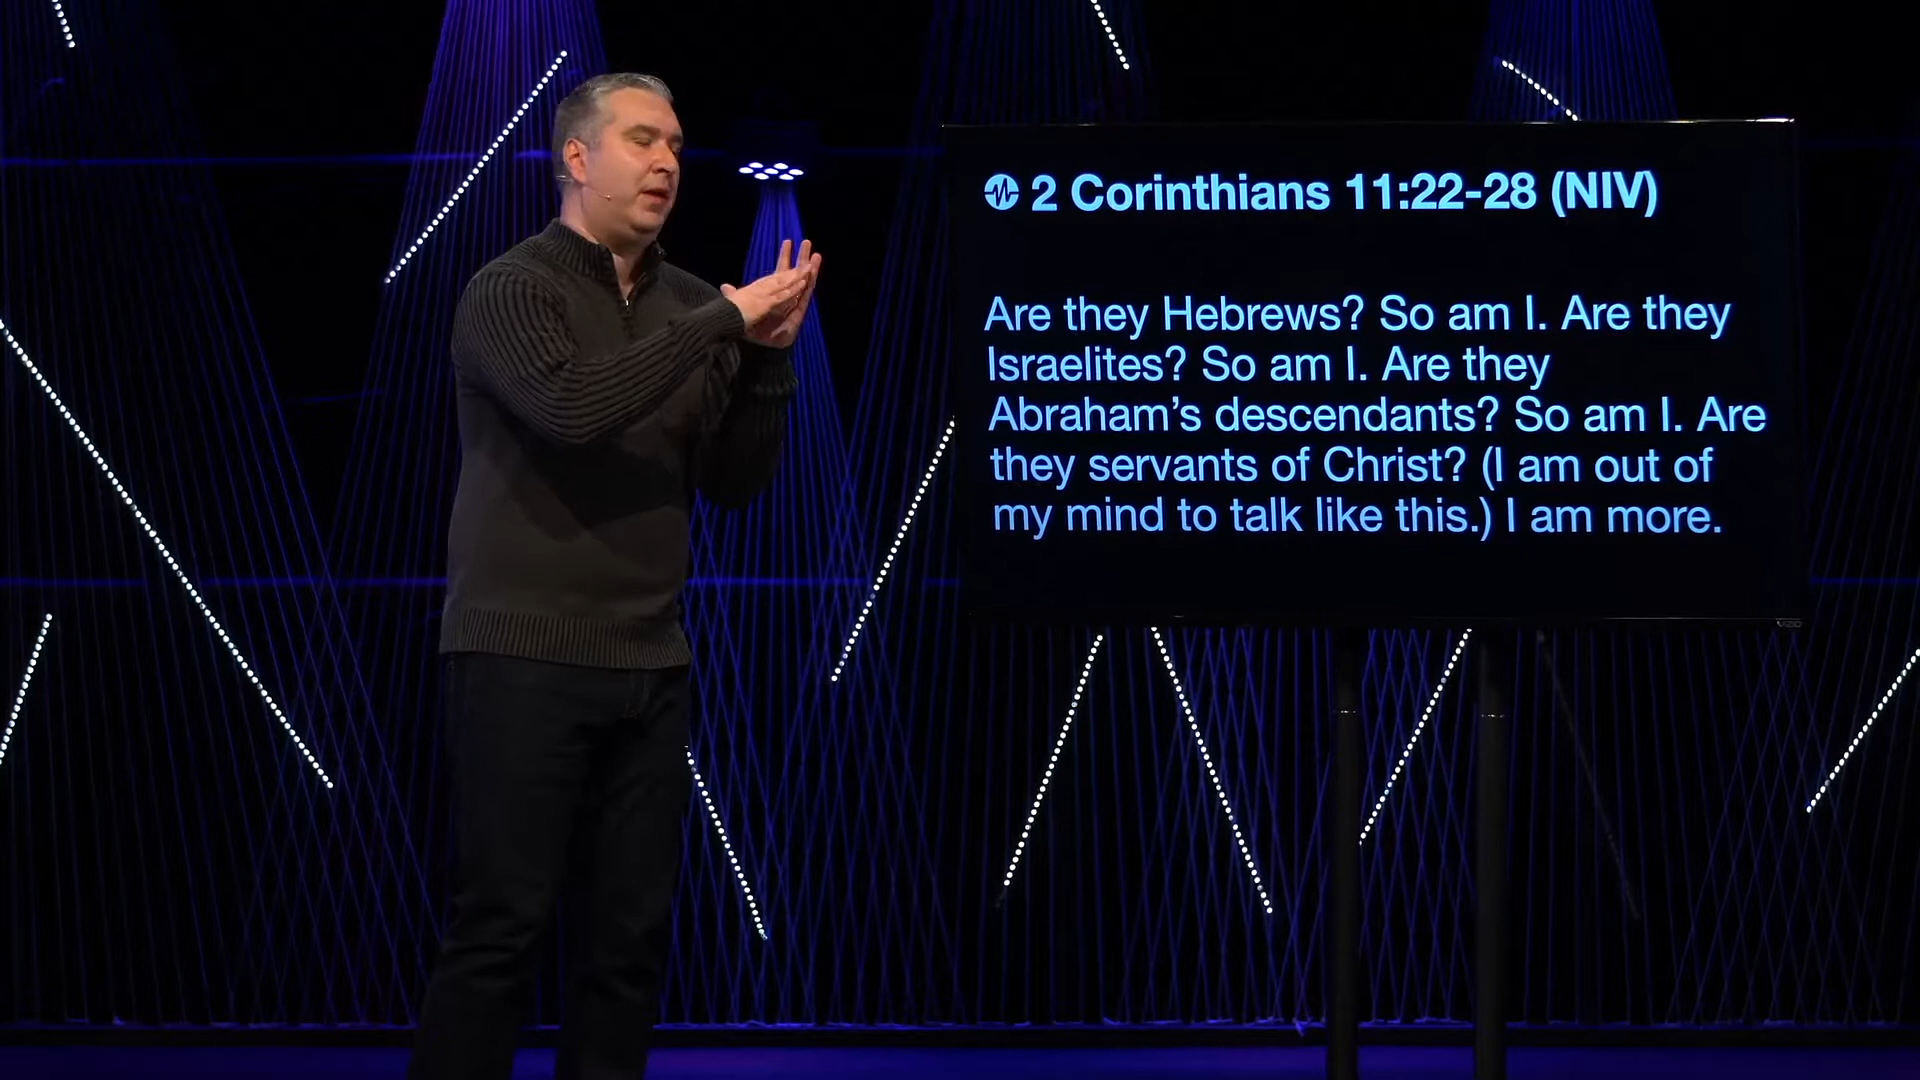 2 Corinthians 11:22-28 (NIV)
Are they Hebrews? So am I. Are they
Israelites? So am I. Are they
Abraham’s descendants? So am I. Are
they servants of Christ? (I am out of
my mind to talk like this.) I am more.
VIZIO